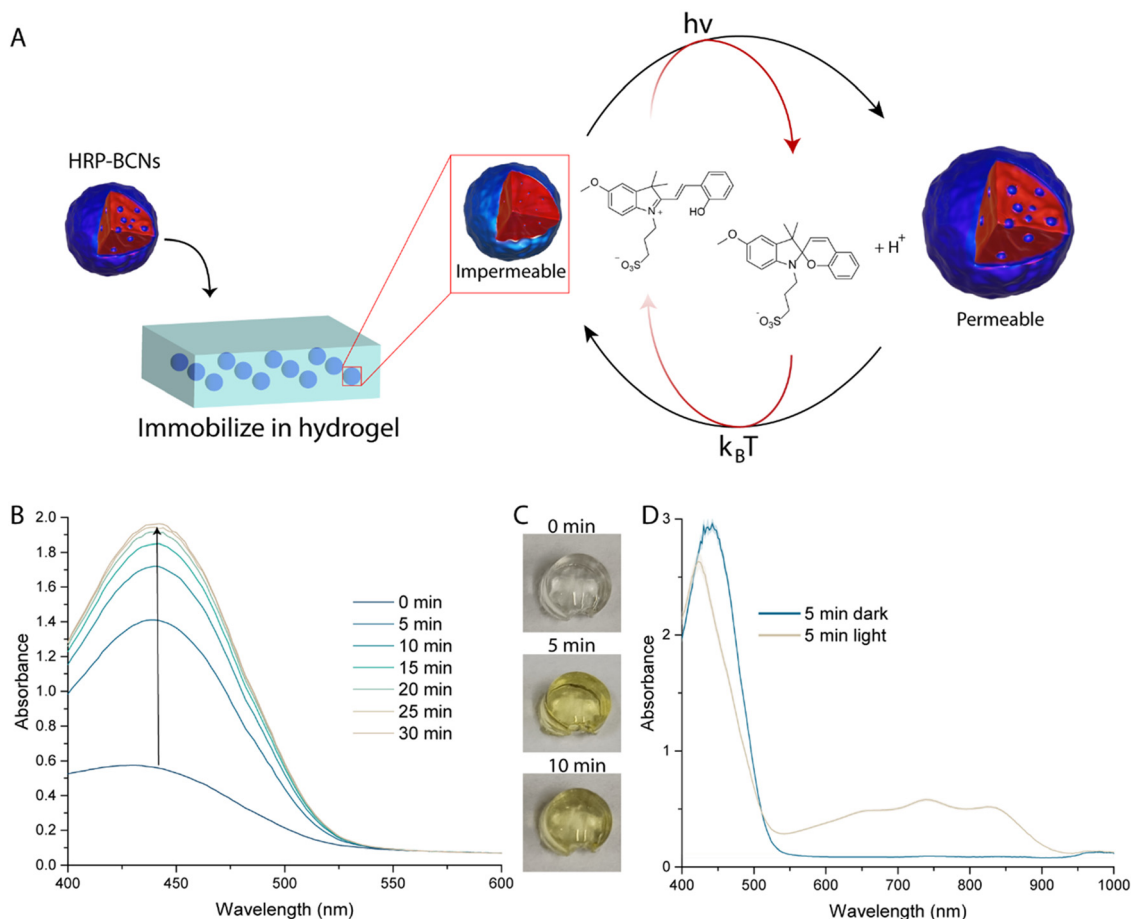 A
hν
HRP-BCNs
Impermeable
O
N
+
HO
-
O₃S
O
N
O
-
O₃S
+ H⁺
Permeable
Immobilize in hydrogel
k_BT
B
2.0
1.8
1.6
1.4
1.2
1.0
0.8
0.6
0.4
0.2
0.0
Absorbance
400
450
500
550
600
Wavelength (nm)
0 min
5 min
10 min
15 min
20 min
25 min
30 min
C
0 min
5 min
10 min
D
3
2
1
0
Absorbance
400
500
600
700
800
900
1000
Wavelength (nm)
5 min dark
5 min light